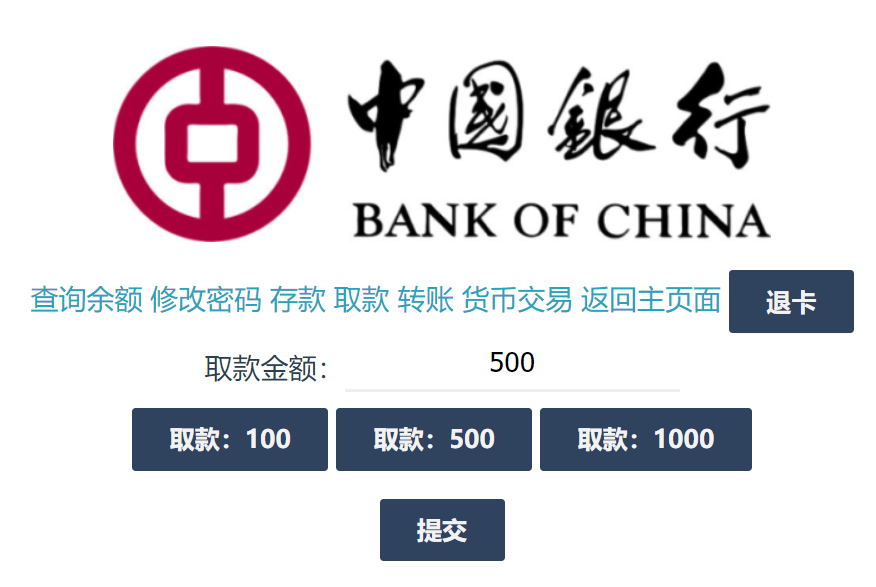 中國銀行
BANK OF CHINA
查询余额 修改密码 存款 取款 转账 货币交易 返回主页面 退卡
取款金额： 500
取款：100 取款：500 取款：1000
提交